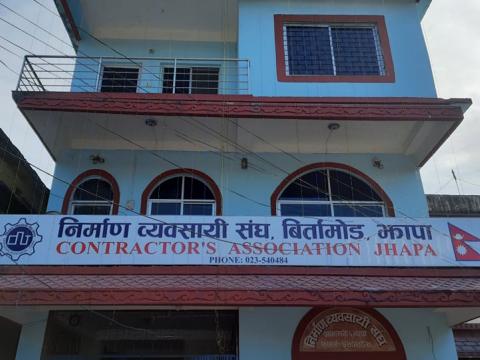 निर्माण व्यवसायी संघ, बिर्तामोड, झापा
CONTRACTOR'S ASSOCIATION JHAPA
PHONE: 023-540484
निर्माण व्यवसायी संघ